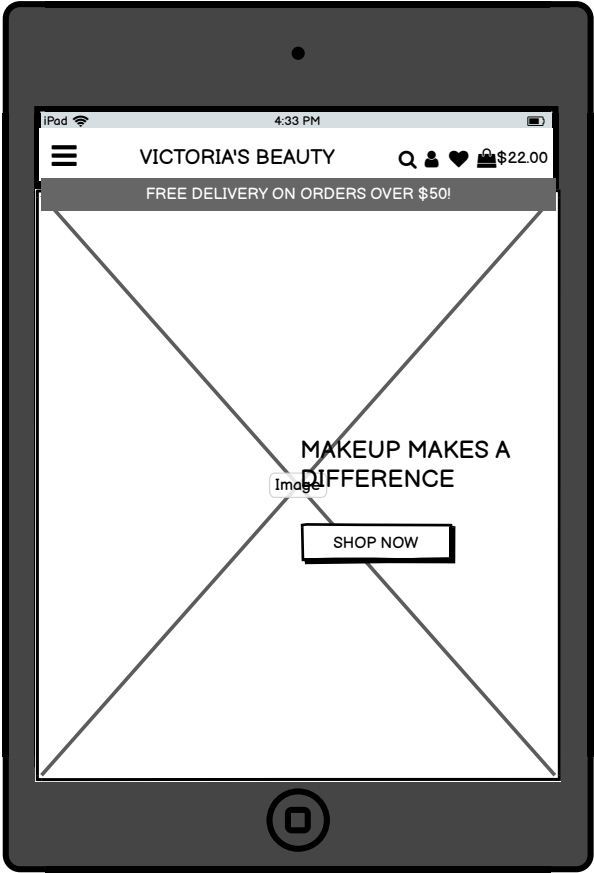 iPad
4:33 PM
VICTORIA'S BEAUTY
$22.00
FREE DELIVERY ON ORDERS OVER $50!
MAKEUP MAKES A
DIFFERENCE
Image
SHOP NOW